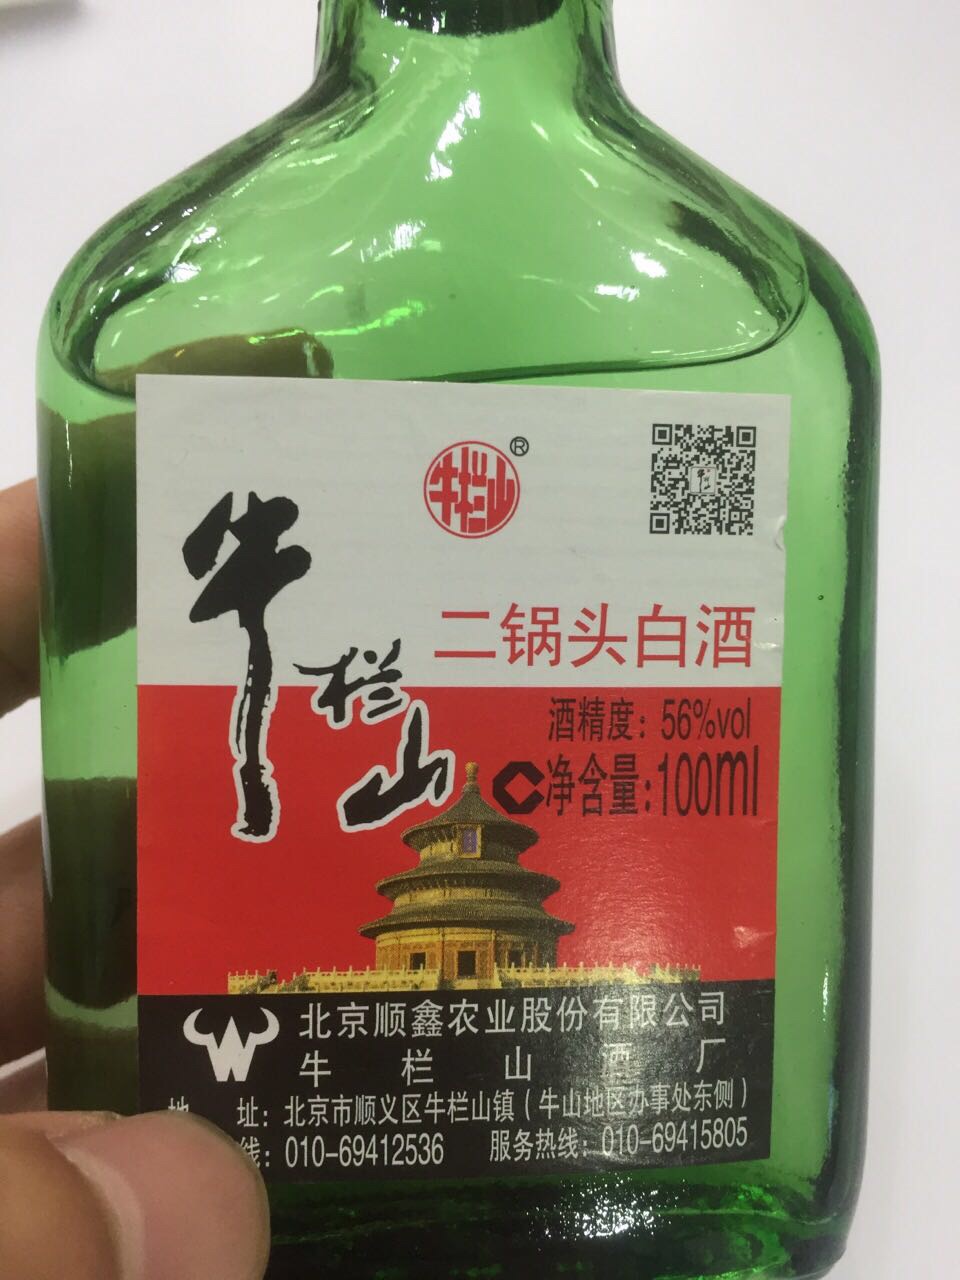 牛栏山®
牛栏山
二锅头白酒
酒精度：56%vol
C净含量：100ml
北京顺鑫农业股份有限公司
牛栏山酒厂
地 址：北京市顺义区牛栏山镇（牛山地区办事处东侧）
线：010-69412536 服务热线：010-69415805